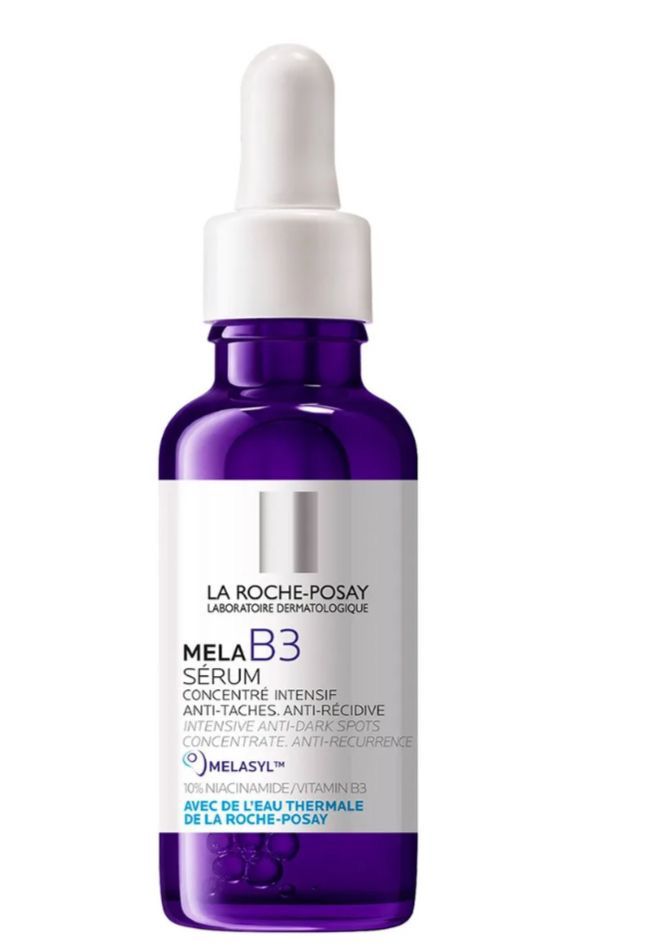 LA ROCHE-POSAY
LABORATOIRE DERMATOLOGIQUE
MELA B3
SÉRUM
CONCENTRÉ INTENSIF
ANTI-TACHES. ANTI-RÉCIDIVE
INTENSIVE ANTI-DARK SPOTS
CONCENTRATE. ANTI-RECURRENCE
MELASYL™
10% NIACINAMIDE/VITAMIN B3
AVEC DE L'EAU THERMALE
DE LA ROCHE-POSAY